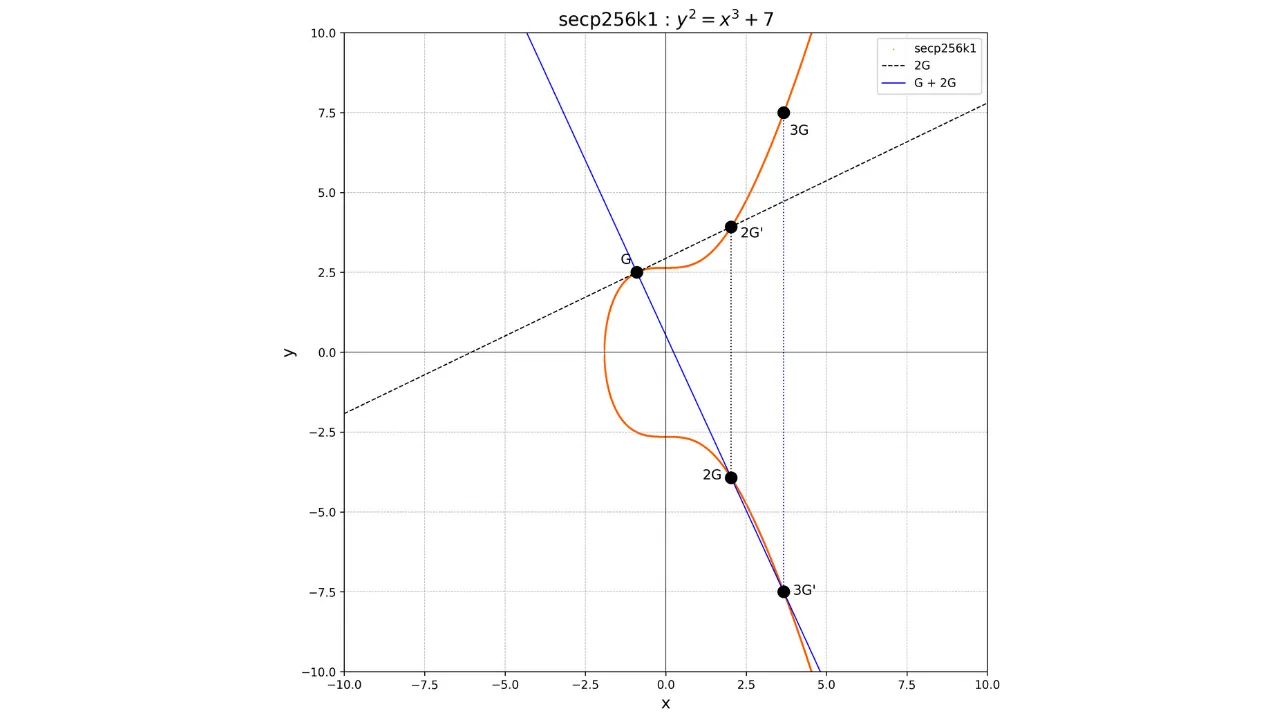 secp256k1 : y² = x³ + 7
10.0
7.5
5.0
2.5
0.0
−2.5
−5.0
−7.5
−10.0
y
secp256k1
2G
G + 2G
3G
2G'
G
2G
3G'
−10.0 −7.5 −5.0 −2.5 0.0 2.5 5.0 7.5 10.0
x